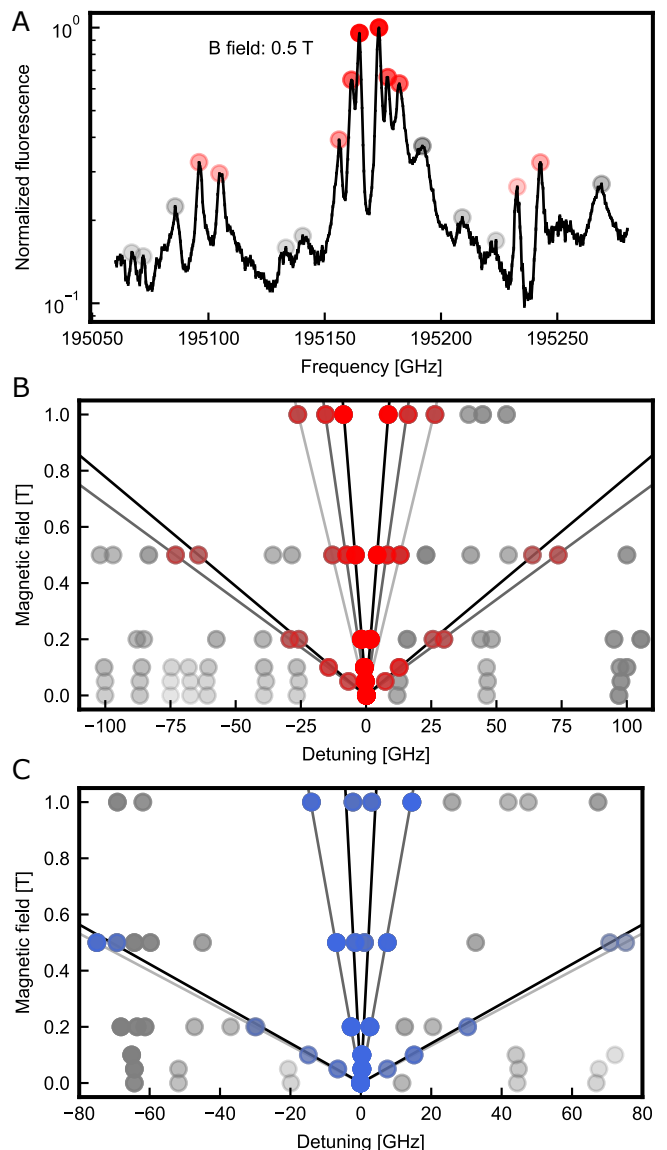 A
B field: 0.5 T
Normalized fluorescence
10⁰
10⁻¹
195050 195100 195150 195200 195250
Frequency [GHz]
B
Magnetic field [T]
1.0
0.8
0.6
0.4
0.2
0.0
−100 −75 −50 −25 0 25 50 75 100
Detuning [GHz]
C
Magnetic field [T]
1.0
0.8
0.6
0.4
0.2
0.0
−80 −60 −40 −20 0 20 40 60 80
Detuning [GHz]